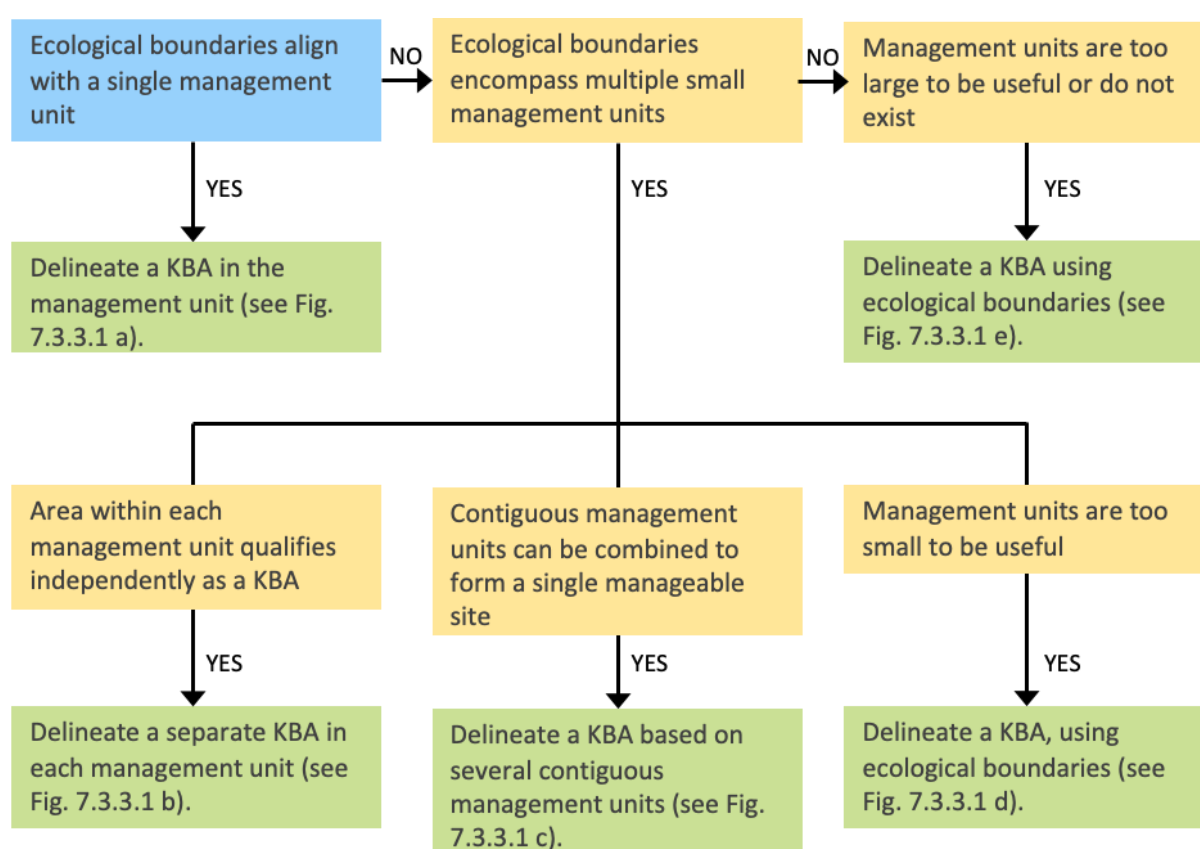 Ecological boundaries align
with a single management
unit
NO
Ecological boundaries
encompass multiple small
management units
NO
Management units are too
large to be useful or do not
exist
YES
YES
YES
Delineate a KBA in the
management unit (see Fig.
7.3.3.1 a).
Delineate a KBA using
ecological boundaries (see
Fig. 7.3.3.1 e).
Area within each
management unit qualifies
independently as a KBA
Contiguous management
units can be combined to
form a single manageable
site
Management units are too
small to be useful
YES
YES
YES
Delineate a separate KBA in
each management unit (see
Fig. 7.3.3.1 b).
Delineate a KBA based on
several contiguous
management units (see Fig.
7.3.3.1 c).
Delineate a KBA, using
ecological boundaries (see
Fig. 7.3.3.1 d).